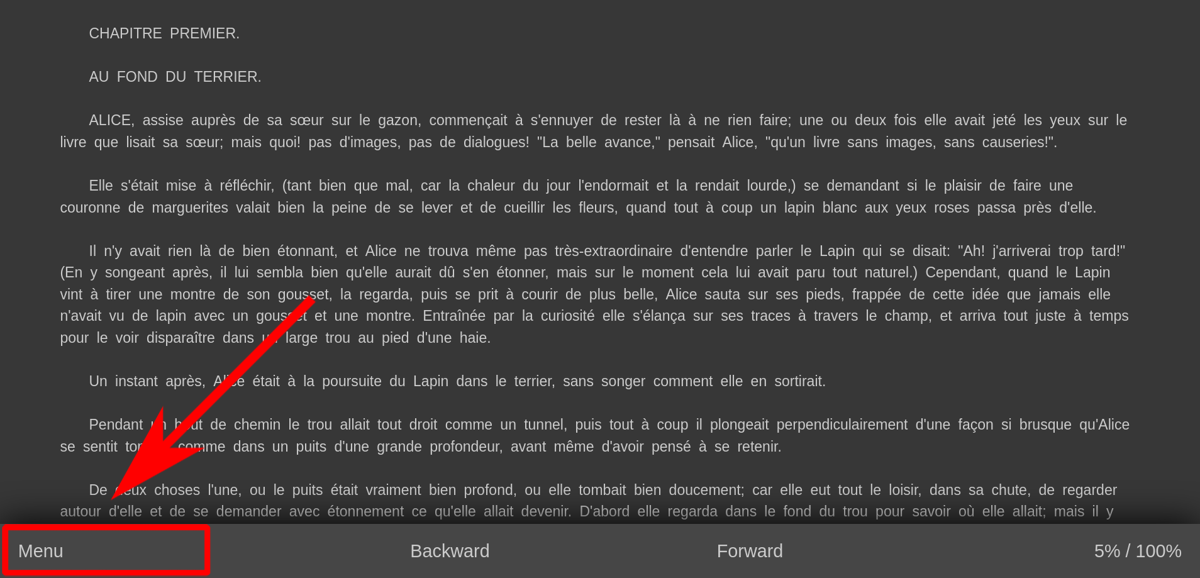 CHAPITRE PREMIER.
AU FOND DU TERRIER.
ALICE, assise auprès de sa sœur sur le gazon, commençait à s'ennuyer de rester là à ne rien faire; une ou deux fois elle avait jeté les yeux sur le
livre que lisait sa sœur; mais quoi! pas d'images, pas de dialogues! "La belle avance," pensait Alice, "qu'un livre sans images, sans causeries!".
Elle s'était mise à réfléchir, (tant bien que mal, car la chaleur du jour l'endormait et la rendait lourde,) se demandant si le plaisir de faire une
couronne de marguerites valait bien la peine de se lever et de cueillir les fleurs, quand tout à coup un lapin blanc aux yeux roses passa près d'elle.
Il n'y avait rien là de bien étonnant, et Alice ne trouva même pas très-extraordinaire d'entendre parler le Lapin qui se disait: "Ah! j'arriverai trop tard!"
(En y songeant après, il lui sembla bien qu'elle aurait dû s'en étonner, mais sur le moment cela lui avait paru tout naturel.) Cependant, quand le Lapin
vint à tirer une montre de son gousset, la regarda, puis se prit à courir de plus belle, Alice sauta sur ses pieds, frappée de cette idée que jamais elle
n'avait vu de lapin avec un gousset et une montre. Entraînée par la curiosité elle s'élança sur ses traces à travers le champ, et arriva tout juste à temps
pour le voir disparaître dans un large trou au pied d'une haie.
Un instant après, Alice était à la poursuite du Lapin dans le terrier, sans songer comment elle en sortirait.
Pendant un bout de chemin le trou allait tout droit comme un tunnel, puis tout à coup il plongeait perpendiculairement d'une façon si brusque qu'Alice
se sentit comme dans un puits d'une grande profondeur, avant même d'avoir pensé à se retenir.
De deux choses l'une, ou le puits était vraiment bien profond, ou elle tombait bien doucement; car elle eut tout le loisir, dans sa chute, de regarder
autour d'elle et de se demander avec étonnement ce qu'elle allait devenir. D'abord elle regarda dans le fond du trou pour savoir où elle allait; mais il y
Menu Backward Forward 5% / 100%